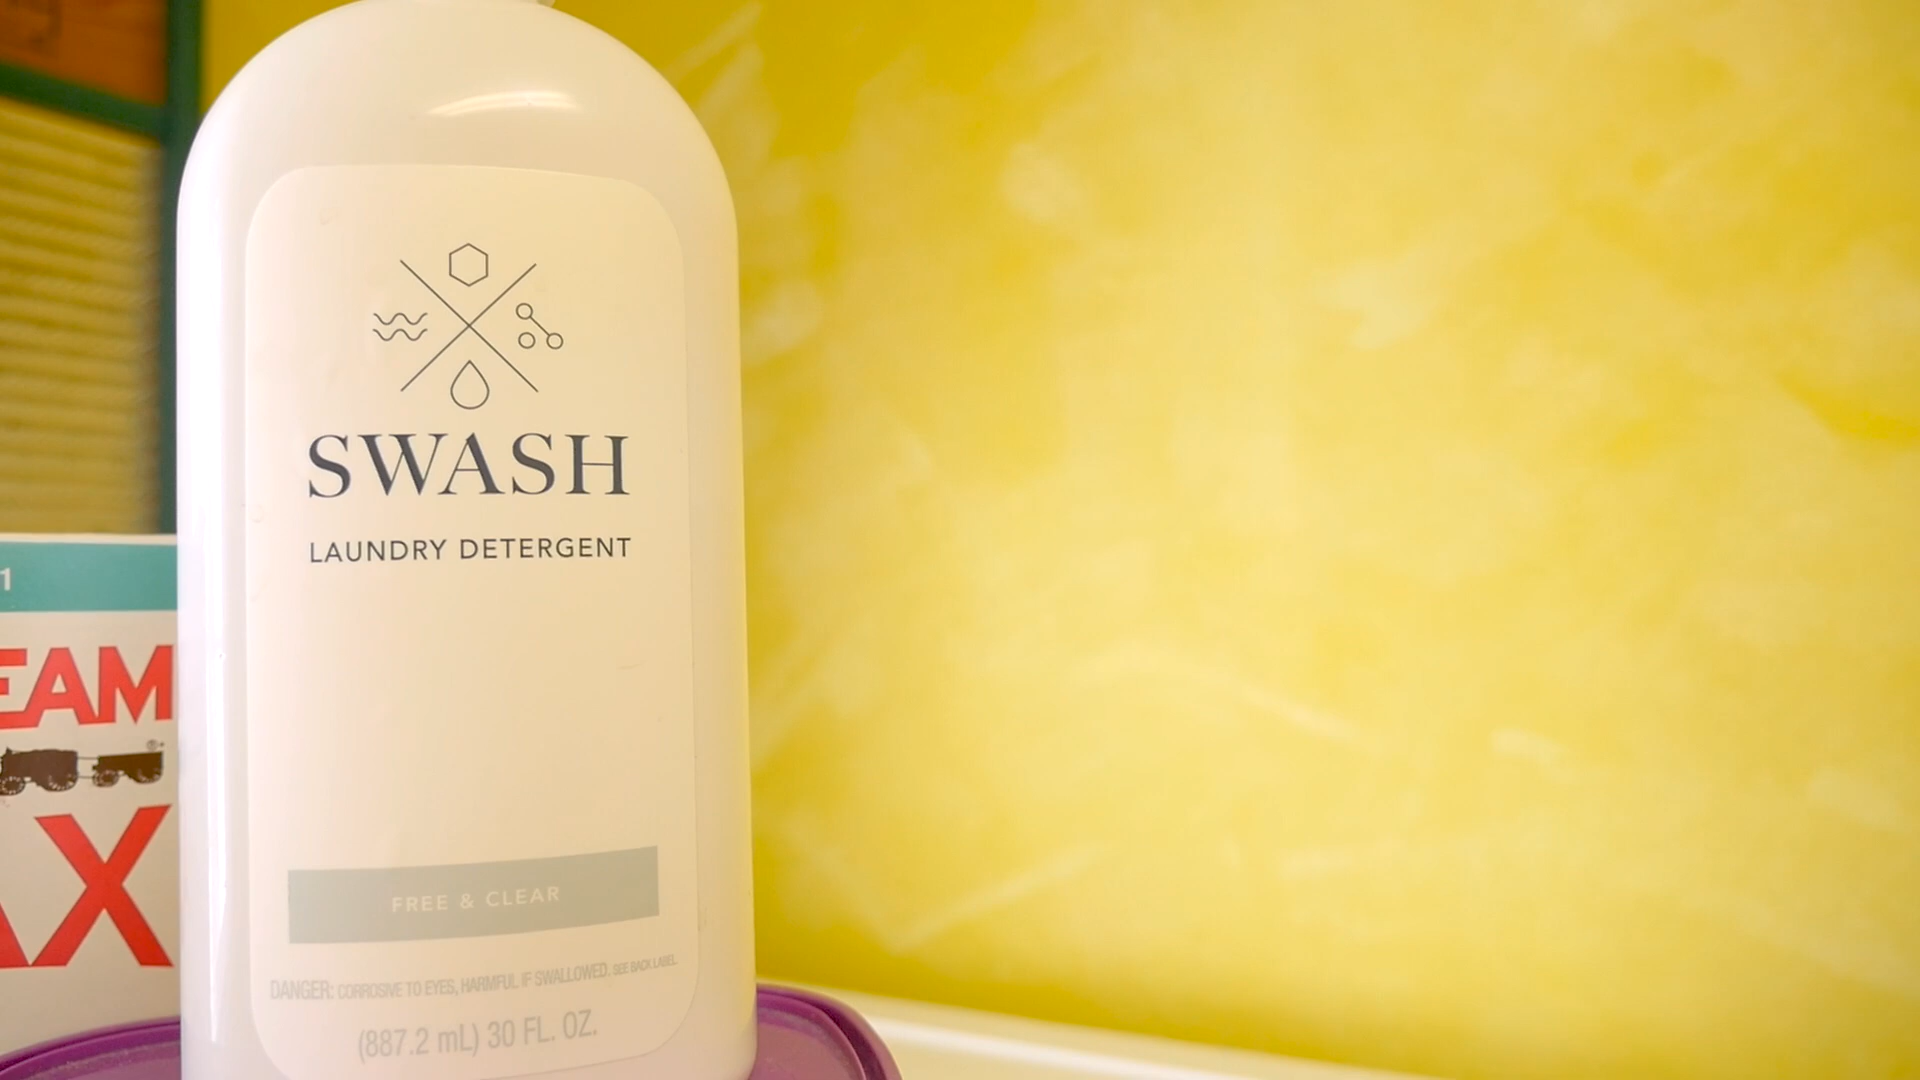 SWASH
LAUNDRY DETERGENT
FREE & CLEAR
DANGER: CORROSIVE TO EYES, HARMFUL IF SWALLOWED. SEE BACK LABEL.
(887.2 mL) 30 FL. OZ.
1
EAM
AX